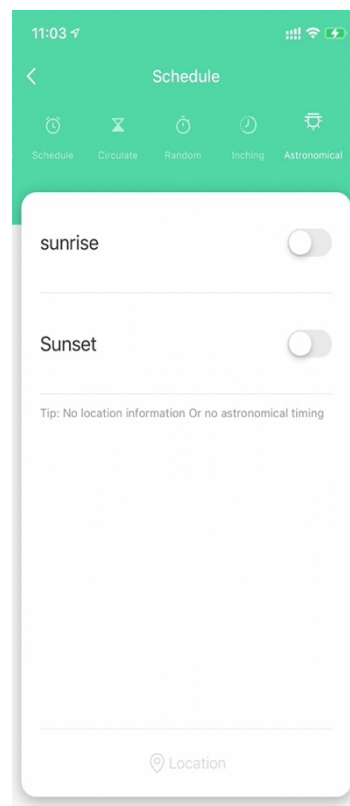 11:03
Schedule
Schedule Circulate Random Inching Astronomical
sunrise
Sunset
Tip: No location information Or no astronomical timing
Location